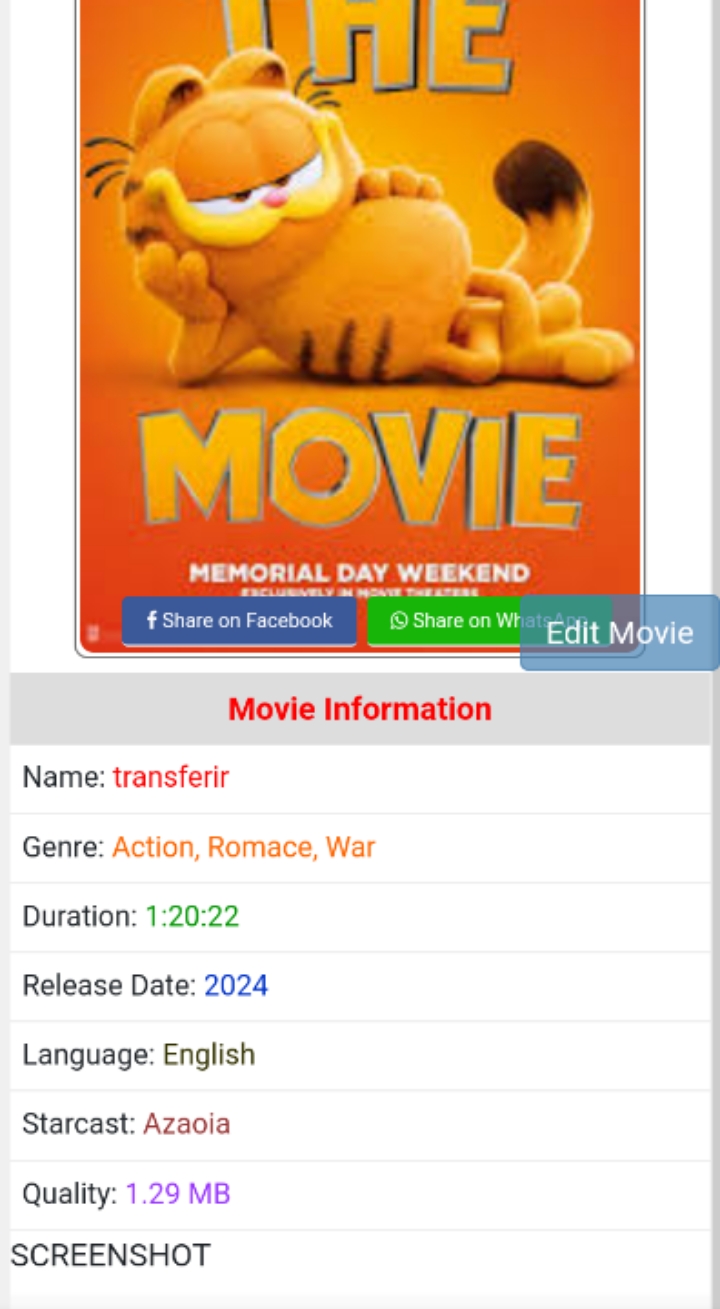 THE
MOVIE
MEMORIAL DAY WEEKEND
EXCLUSIVELY IN MOVIE THEATERS
Share on Facebook
Share on WhatsApp
Edit Movie
Movie Information
Name: transferir
Genre: Action, Romace, War
Duration: 1:20:22
Release Date: 2024
Language: English
Starcast: Azaoia
Quality: 1.29 MB
SCREENSHOT